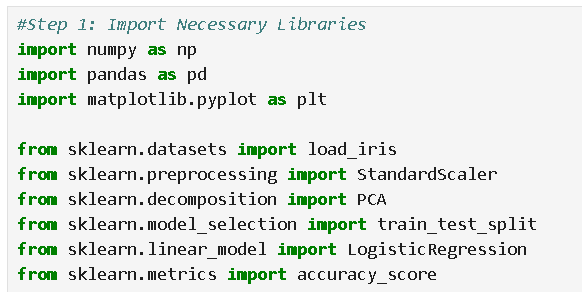 #Step 1: Import Necessary Libraries
import numpy as np
import pandas as pd
import matplotlib.pyplot as plt
from sklearn.datasets import load_iris
from sklearn.preprocessing import StandardScaler
from sklearn.decomposition import PCA
from sklearn.model_selection import train_test_split
from sklearn.linear_model import LogisticRegression
from sklearn.metrics import accuracy_score